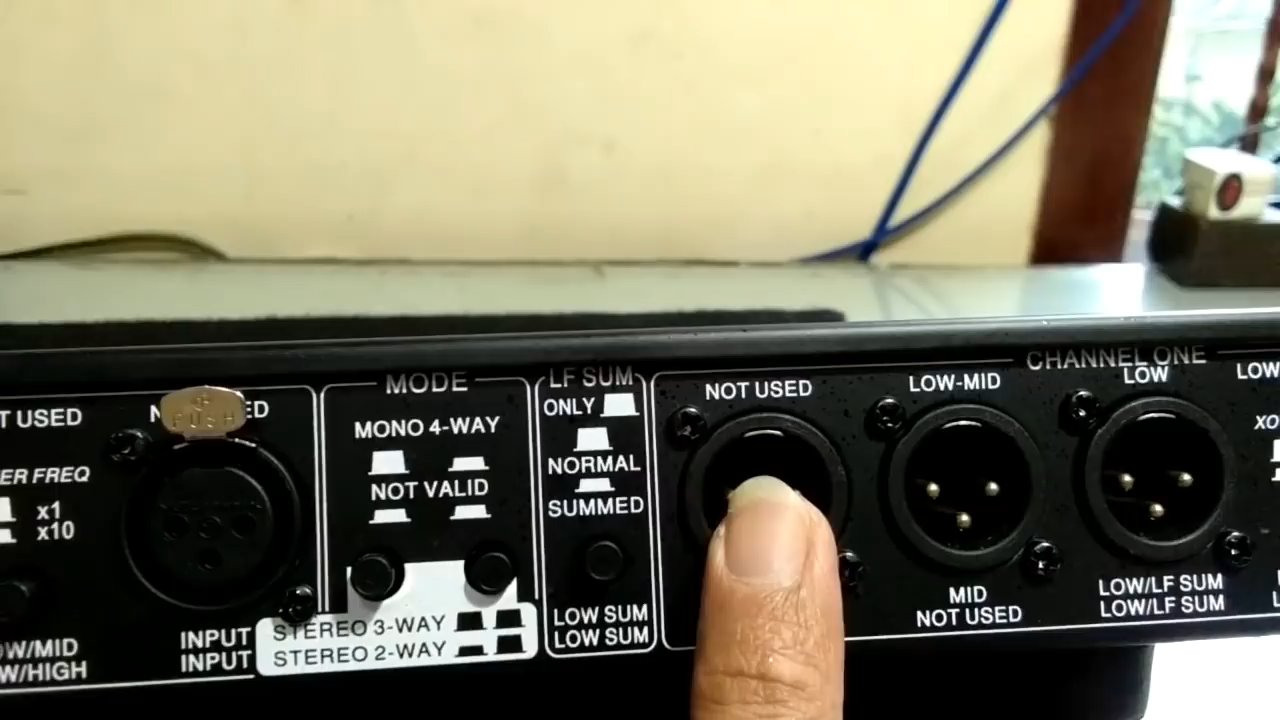 CHANNEL ONE
MODE
LF SUM
NOT USED
LOW-MID
LOW
LOW
T USED
ED
PUSH
ONLY
MONO 4-WAY
XO
ER FREQ
NORMAL
NOT VALID
x1
x10
SUMMED
MID
NOT USED
LOW/LF SUM
LOW/LF SUM
LOW SUM
LOW SUM
W/MID
W/HIGH
INPUT
INPUT
STEREO 3-WAY
STEREO 2-WAY